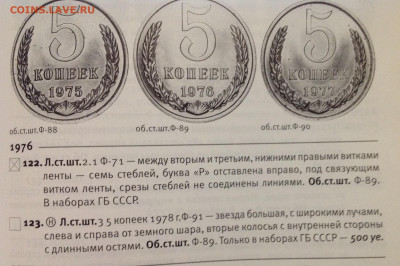 COINS.LAVE.RU
5 5 5
КОПЕЕК КОПЕЕК КОПЕЕК
1975 1976 1977
об.ст.шт.Ф-88 об.ст.шт.Ф-89 об.ст.шт.Ф-90
1976
122. Л.ст.шт.2.1 Ф-71 — между вторым и третьим, нижними правыми витками
ленты — семь стеблей, буква «Р» отставлена вправо, под связующим
витком ленты, срезы стеблей не соединены линиями. Об.ст.шт. Ф-89.
В наборах ГБ СССР.
123. Н Л.ст.шт.3 5 копеек 1978 г.Ф-91 — звезда большая, с широкими лучами,
слева и справа от земного шара, вторые колосья с внутренней стороны
с длинными остями. Об.ст.шт. Ф-89. Только в наборах ГБ СССР — 500 уе.